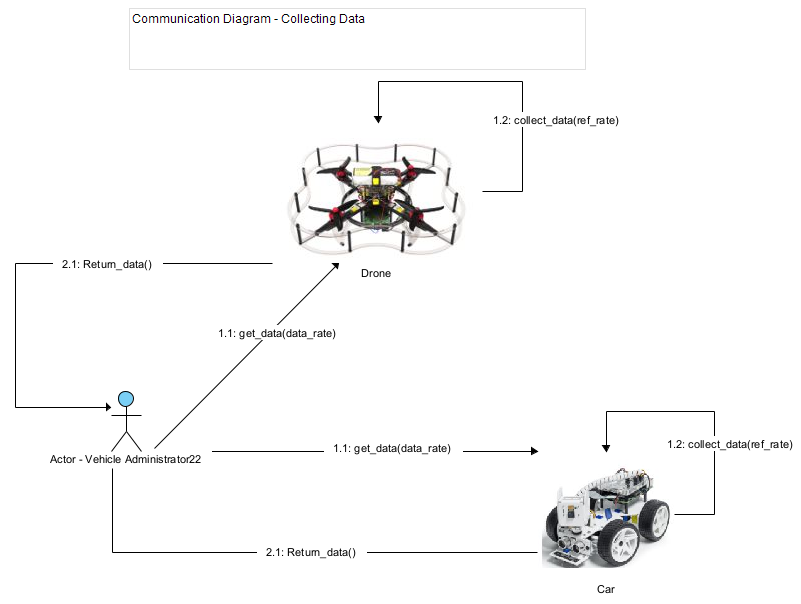 Communication Diagram - Collecting Data
1.2: collect_data(ref_rate)
2.1: Return_data()
Drone
1.1: get_data(data_rate)
Actor - Vehicle Administrator22
1.1: get_data(data_rate)
1.2: collect_data(ref_rate)
2.1: Return_data()
Car